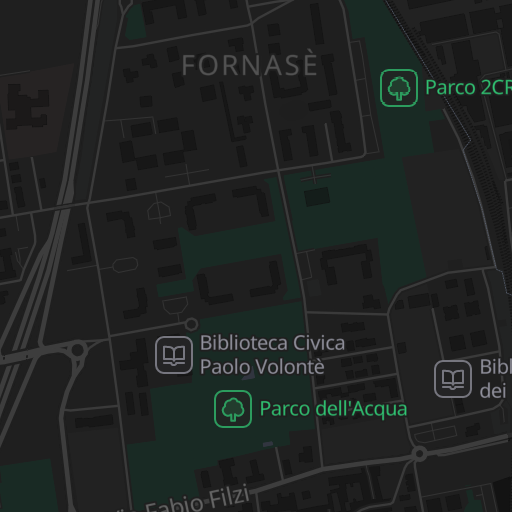 FORNASÈ
Parco 2CR
Biblioteca Civica
Paolo Volontè
Bibl
dei
Parco dell'Acqua
Fabio Filzi